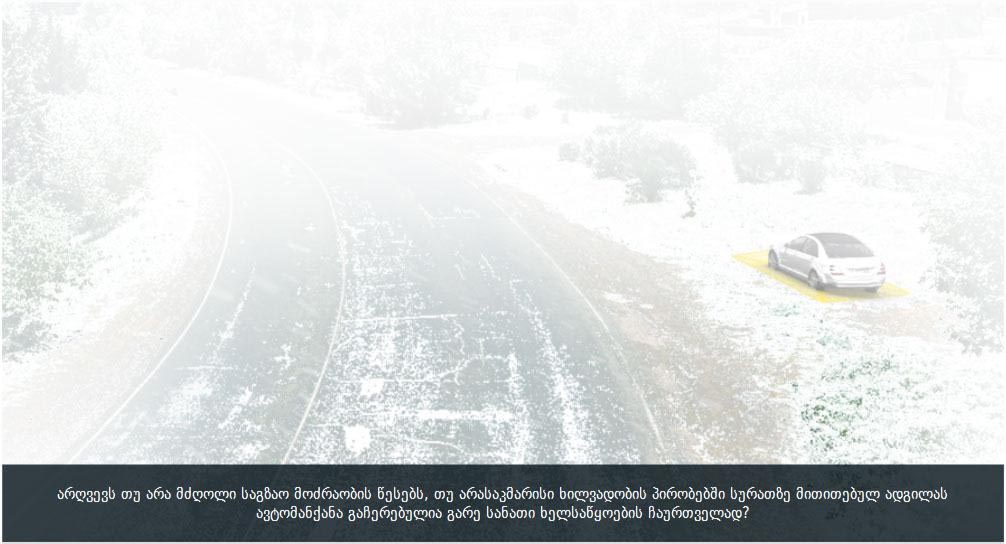 არღვევს თუ არა მძღოლი საგზაო მოძრაობის წესებს, თუ არასაკმარისი ხილვადობის პირობებში სურათზე მითითებულ ადგილას
ავტომანქანა გაჩერებულია გარე სანათი ხელსაწყოების ჩაურთველად?